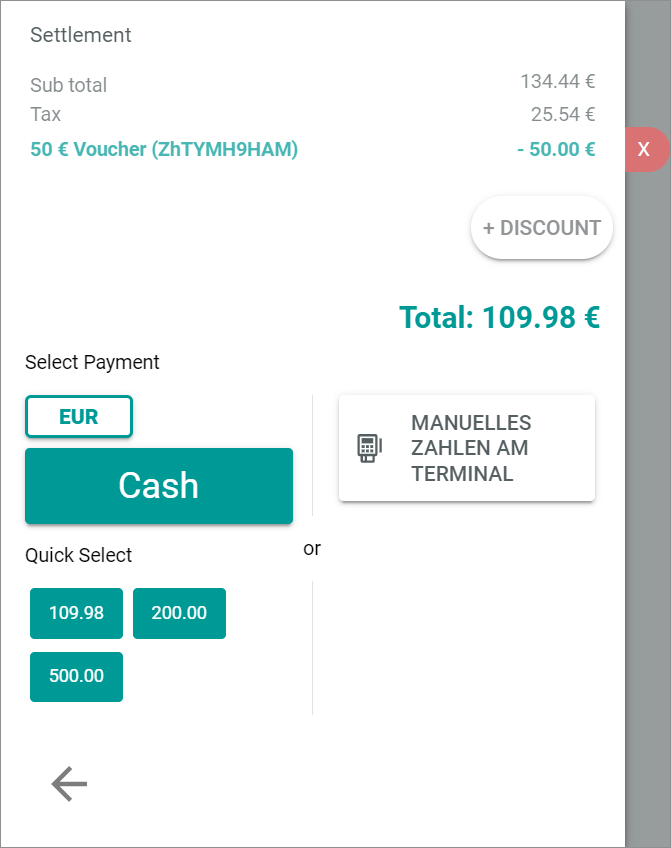 Settlement
Sub total 134.44 €
Tax 25.54 €
50 € Voucher (ZhTYMH9HAM) - 50.00 € X
+ DISCOUNT
Total: 109.98 €
Select Payment
EUR
Cash
MANUELLES
ZAHLEN AM
TERMINAL
or
Quick Select
109.98 200.00
500.00